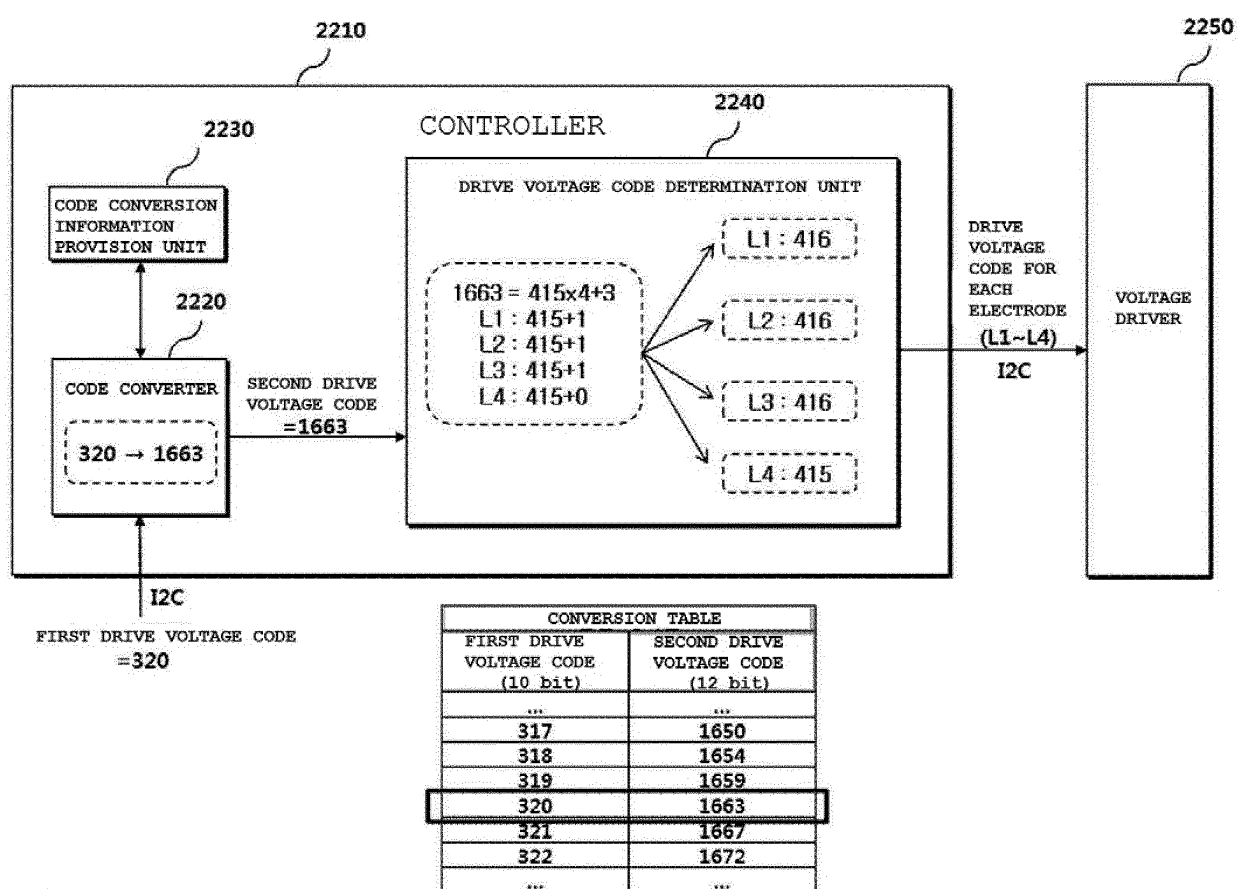 2210
2250
CONTROLLER
2240
2230
DRIVE VOLTAGE CODE DETERMINATION UNIT
CODE CONVERSION
INFORMATION
PROVISION UNIT
L1 : 416
DRIVE
VOLTAGE
CODE FOR
EACH
ELECTRODE
(L1~L4)
I2C
VOLTAGE
DRIVER
1663 = 415x4+3
L1 : 415+1
L2 : 415+1
L3 : 415+1
L4 : 415+0
L2 : 416
L3 : 416
L4 : 415
2220
CODE CONVERTER
320 → 1663
SECOND DRIVE
VOLTAGE CODE
=1663
I2C
FIRST DRIVE VOLTAGE CODE
=320
CONVERSION TABLE
FIRST DRIVE
VOLTAGE CODE
(10 bit)
SECOND DRIVE
VOLTAGE CODE
(12 bit)
... ...
317 1650
318 1654
319 1659
320 1663
321 1667
322 1672
... ...